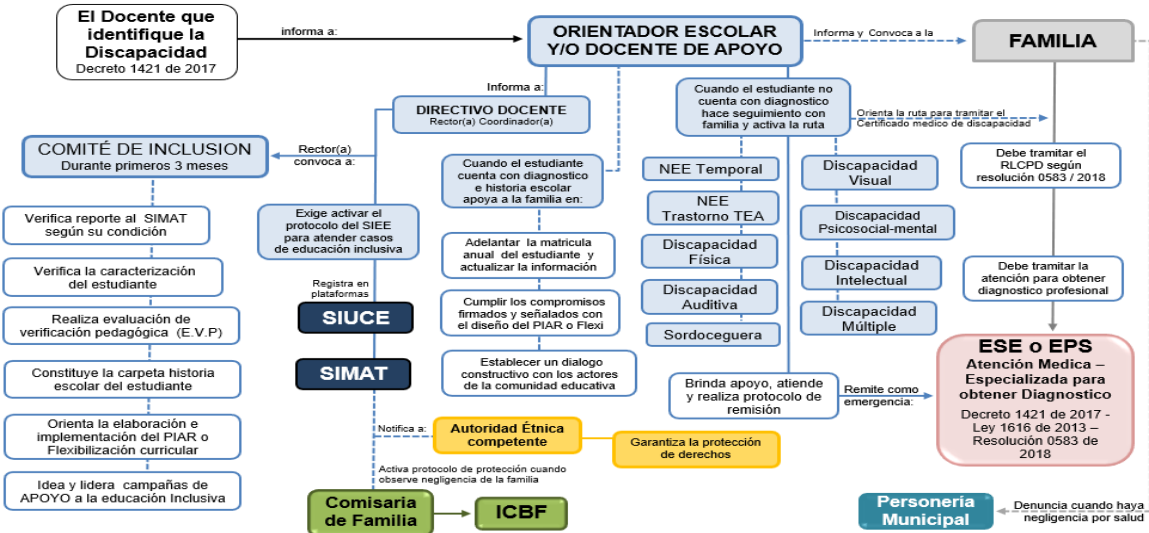 El Docente que
identifique la
Discapacidad
Decreto 1421 de 2017
informa a:
ORIENTADOR ESCOLAR
Y/O DOCENTE DE APOYO
Informa y Convoca a la
FAMILIA
Informa a:
DIRECTIVO DOCENTE
Rector(a) Coordinador(a)
Cuando el estudiante no
cuenta con diagnostico
hace seguimiento con
familia y activa la ruta
Orienta la ruta para tramitar el
Certificado medico de discapacidad
COMITÉ DE INCLUSION
Durante primeros 3 meses
Rector(a)
convoca a:
Cuando el estudiante
cuenta con diagnostico
e historia escolar
apoya a la familia en:
NEE Temporal
NEE
Trastorno TEA
Discapacidad
Física
Discapacidad
Auditiva
Sordoceguera
Discapacidad
Visual
Discapacidad
Psicosocial-mental
Discapacidad
Intelectual
Discapacidad
Múltiple
Debe tramitar el
RLCPD según
resolución 0583 / 2018
Debe tramitar la
atención para obtener
diagnostico profesional
Verifica reporte al SIMAT
según su condición
Verifica la caracterización
del estudiante
Realiza evaluación de
verificación pedagógica (E.V.P)
Constituye la carpeta historia
escolar del estudiante
Orienta la elaboración e
implementación del PIAR o
Flexibilización curricular
Idea y lidera campañas de
APOYO a la educación Inclusiva
Exige activar el
protocolo del SIEE
para atender casos
de educación inclusiva
Registra en
plataformas
SIUCE
SIMAT
Adelantar la matricula
anual del estudiante y
actualizar la información
Cumplir los compromisos
firmados y señalados con
el diseño del PIAR o Flexi
Establecer un dialogo
constructivo con los actores
de la comunidad educativa
Brinda apoyo, atiende
y realiza protocolo de
remisión
Remite como
emergencia:
ESE o EPS
Atención Medica –
Especializada para
obtener Diagnostico
Decreto 1421 de 2017 -
Ley 1616 de 2013 –
Resolución 0583 de
2018
Notifica a:
Autoridad Étnica
competente
Garantiza la protección
de derechos
Activa protocolo de protección cuando
observe negligencia de la familia
Comisaria
de Familia
ICBF
Personería
Municipal
Denuncia cuando haya
negligencia por salud